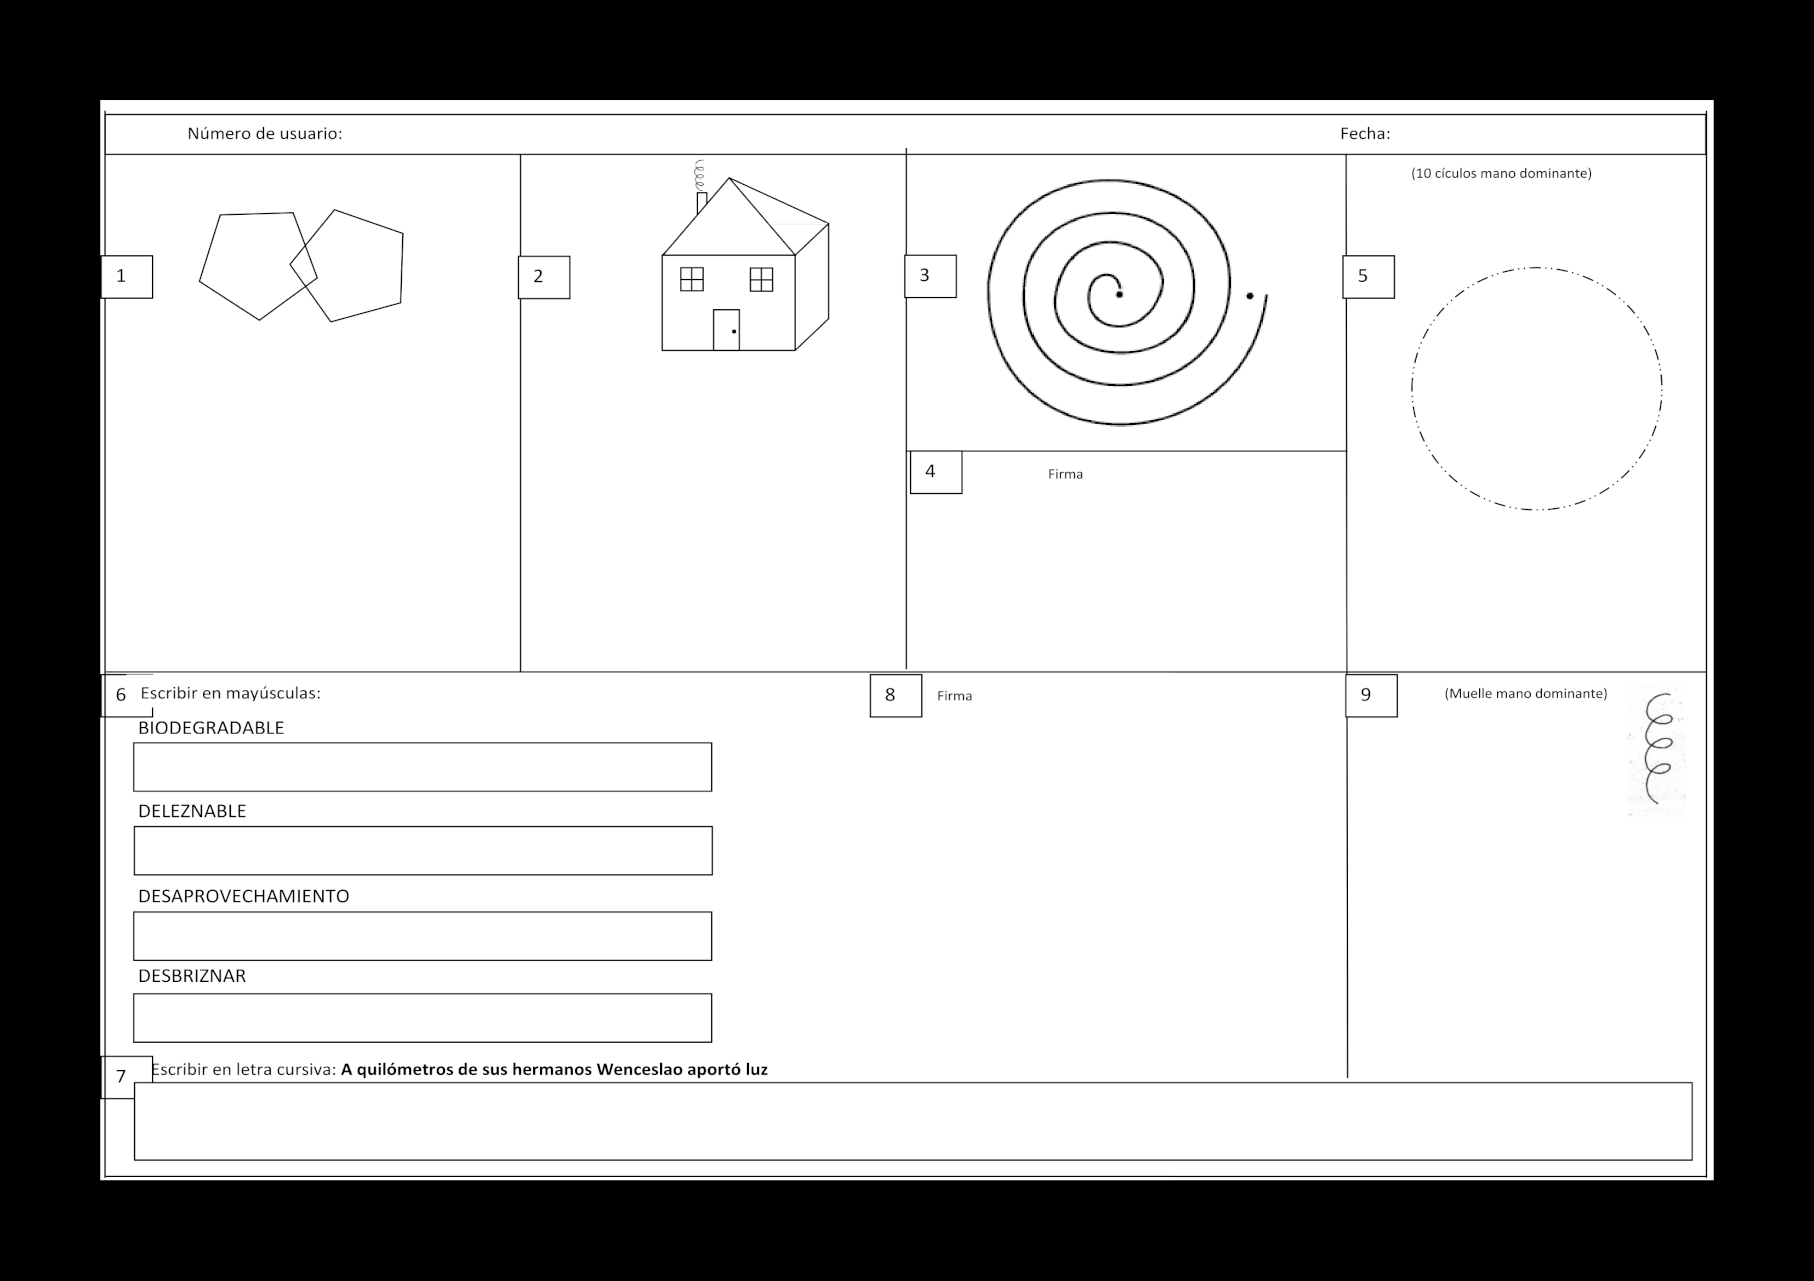 Número de usuario:
Fecha:
1
2
3
(10 cículos mano dominante)
5
4
Firma
6
Escribir en mayúsculas:
BIODEGRADABLE
DELEZNABLE
DESAPROVECHAMIENTO
DESBRIZNAR
8
Firma
9
(Muelle mano dominante)
7
Escribir en letra cursiva: A quilómetros de sus hermanos Wenceslao aportó luz